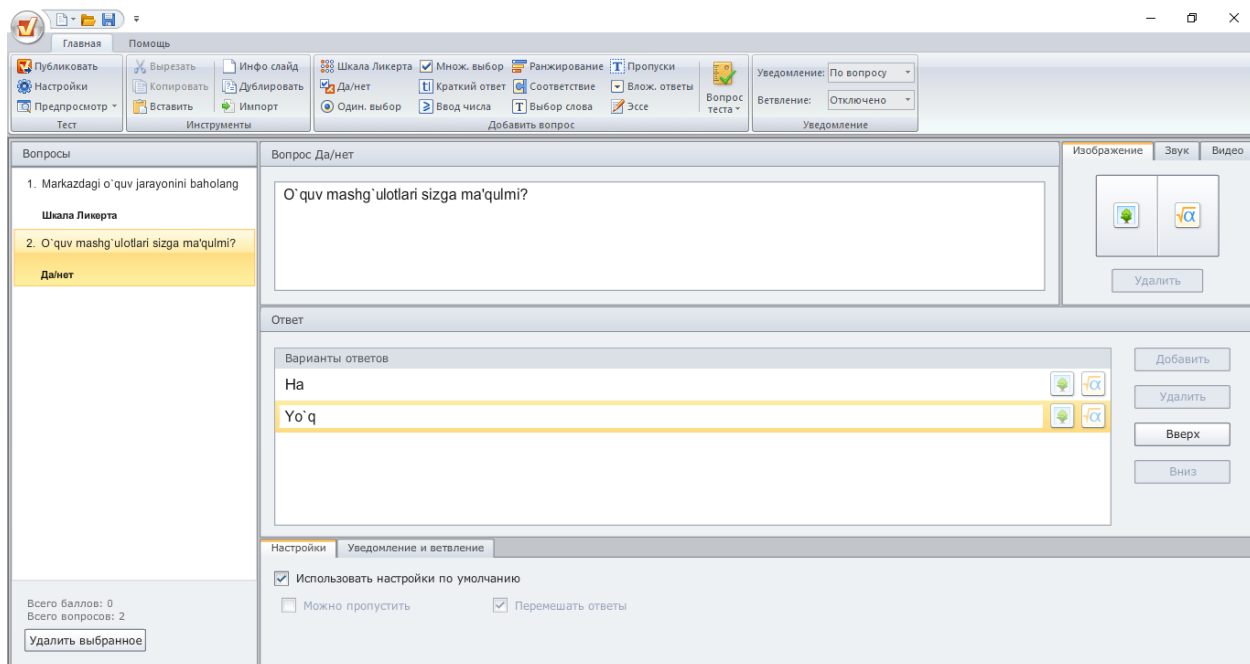 Главная Помощь
Публиковать Вырезать Инфо слайд Шкала Ликерта Множ. выбор Ранжирование Пропуски Уведомление: По вопросу
Настройки Копировать Дублировать Да/нет Краткий ответ Соответствие Влож. ответы
Предпросмотр Вставить Импорт Один. выбор Ввод числа Выбор слова Эссе Вопрос теста Ветвление: Отключено
Тест Инструменты Добавить вопрос Уведомление
Вопросы
1. Markazdagi o`quv jarayonini baholang
Шкала Ликерта
2. O`quv mashg`ulotlari sizga ma'qulmi?
Да/нет
Всего баллов: 0
Всего вопросов: 2
Удалить выбранное
Вопрос Да/нет
O`quv mashg`ulotlari sizga ma'qulmi?
Изображение Звук Видео
Удалить
Ответ
Варианты ответов
Ha
Yo`q
Добавить
Удалить
Вверх
Вниз
Настройки Уведомление и ветвление
Использовать настройки по умолчанию
Можно пропустить Перемешать ответы